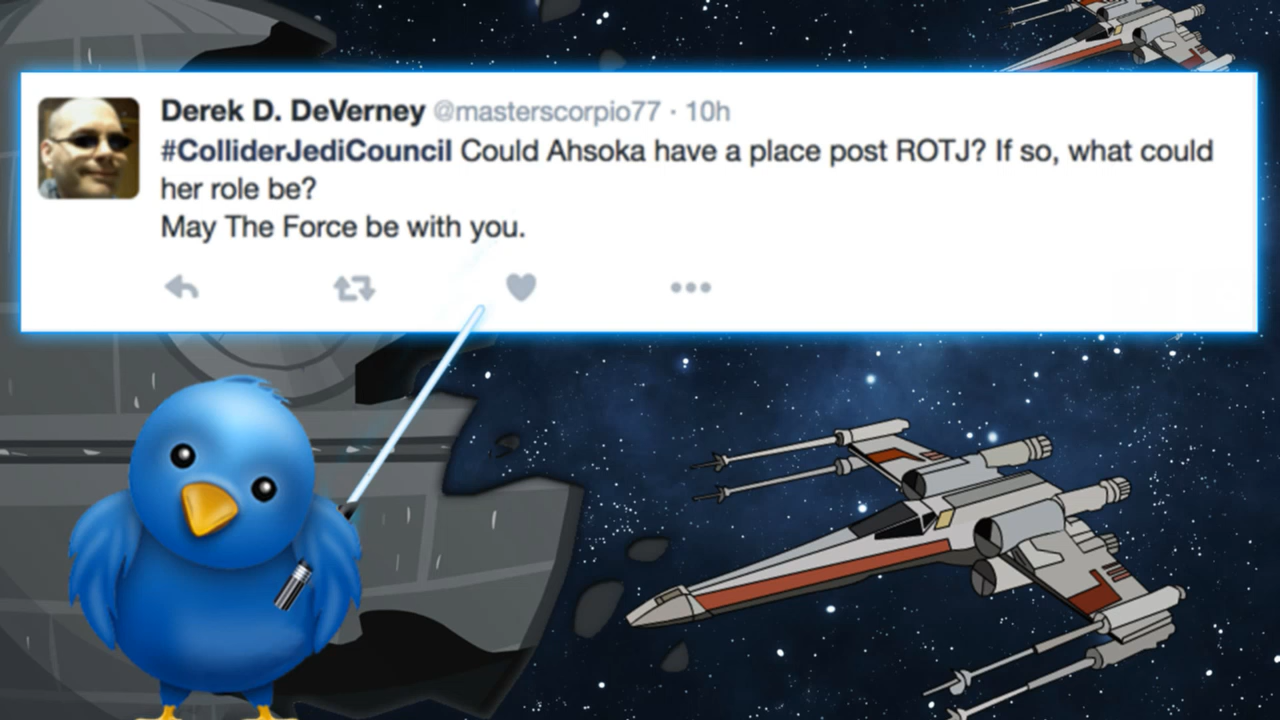 Derek D. DeVerney @masterscorpio77 · 10h
#ColliderJediCouncil Could Ahsoka have a place post ROTJ? If so, what could
her role be?
May The Force be with you.